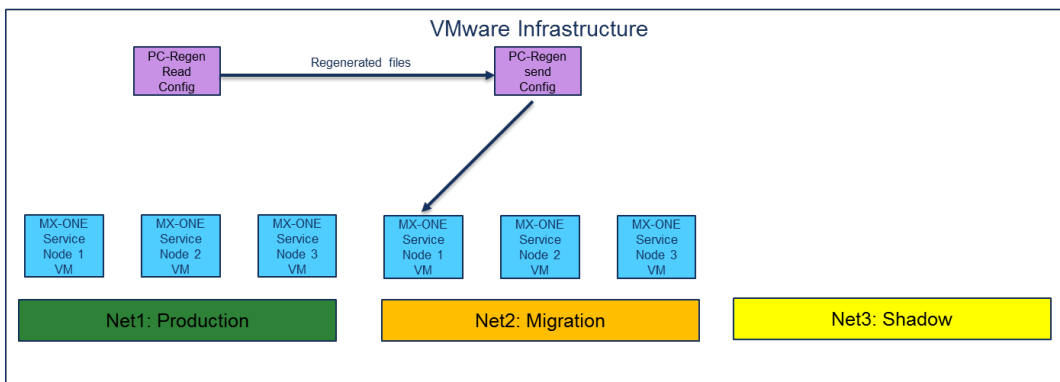 VMware Infrastructure
PC-Regen
Read
Config
Regenerated files
PC-Regen
send
Config
MX-ONE
Service
Node 1
VM
MX-ONE
Service
Node 2
VM
MX-ONE
Service
Node 3
VM
MX-ONE
Service
Node 1
VM
MX-ONE
Service
Node 2
VM
MX-ONE
Service
Node 3
VM
Net1: Production
Net2: Migration
Net3: Shadow